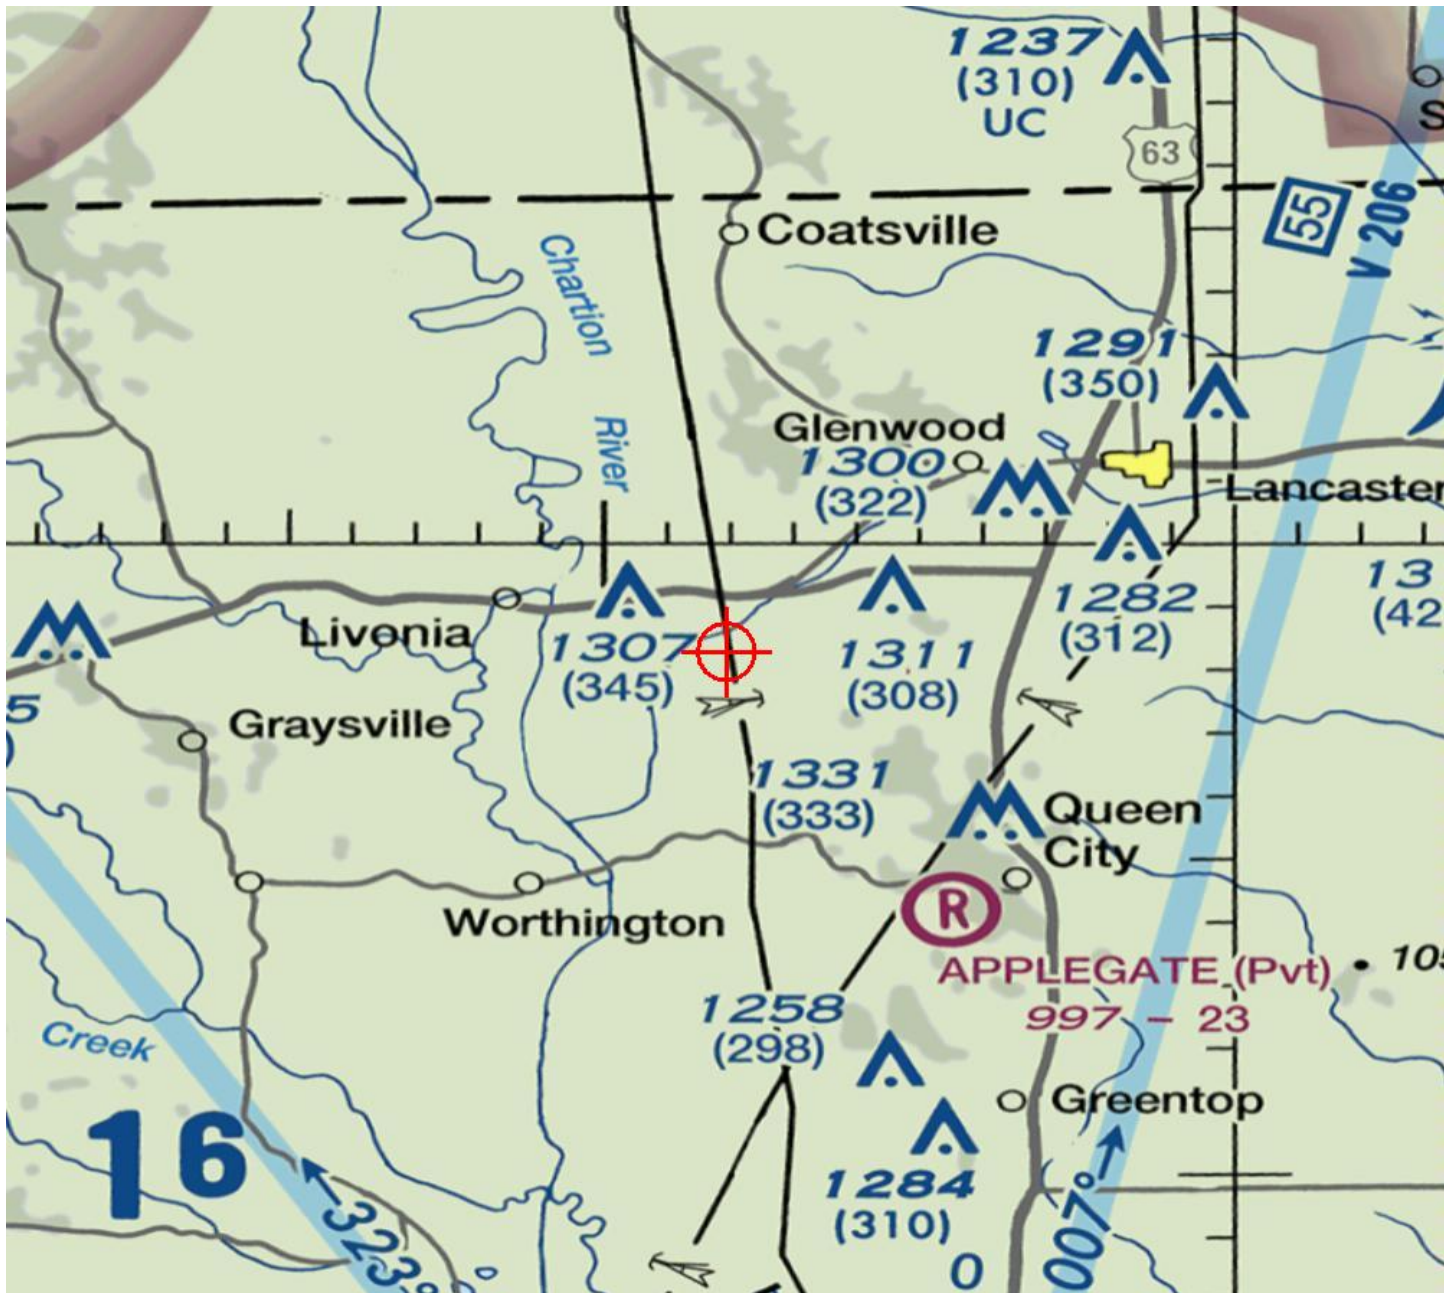 1237
(310)
UC
63
S
55
V 206
Coatsville
Chartion
River
1291
(350)
Glenwood
1300
(322)
Lancaster
1282
(312)
13
(42
Livonia
1307
(345)
1311
(308)
5
)
Graysville
1331
(333)
Queen
City
Worthington
R
APPLEGATE (Pvt)
997 - 23
105
1258
(298)
Creek
Greentop
16
1284
(310)
323°
007°
0